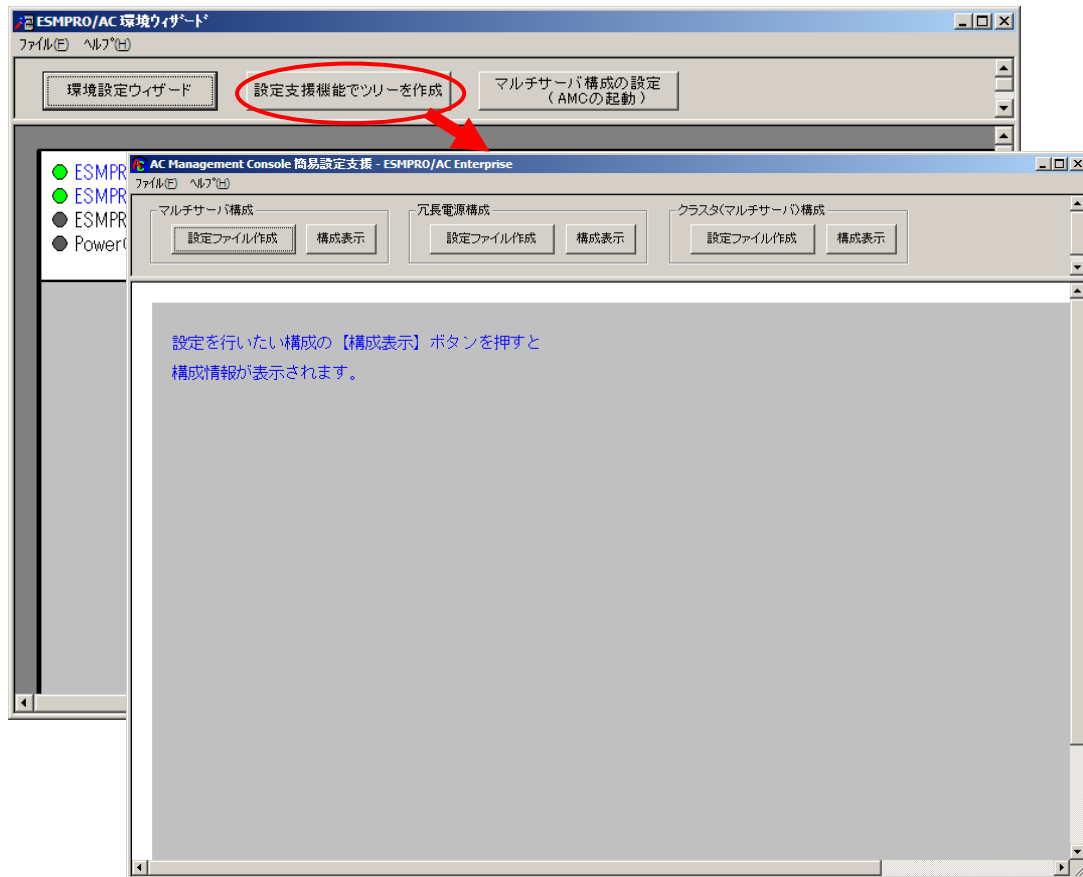 ESMPRO/AC 環境ウィザード
ファイル(F) ヘルプ(H)
環境設定ウィザード
設定支援機能でツリーを作成
マルチサーバ構成の設定
(AMCの起動)
ESMPR
ESMPR
ESMPR
Power
AC Management Console 簡易設定支援 - ESMPRO/AC Enterprise
ファイル(F) ヘルプ(H)
マルチサーバ構成
設定ファイル作成 構成表示
冗長電源構成
設定ファイル作成 構成表示
クラスタ(マルチサーバ)構成
設定ファイル作成 構成表示
設定を行いたい構成の【構成表示】ボタンを押すと
構成情報が表示されます。